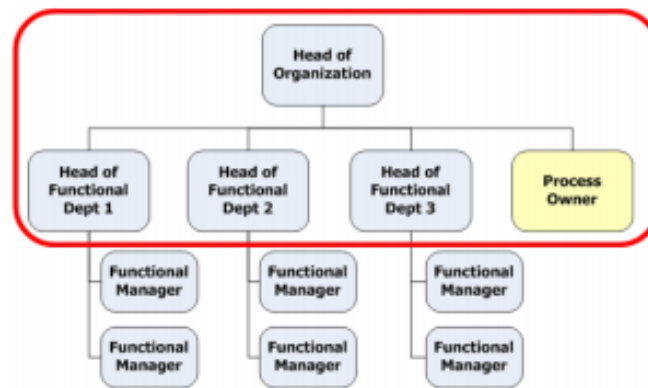 Head of
Organization
Head of
Functional
Dept 1
Head of
Functional
Dept 2
Head of
Functional
Dept 3
Process
Owner
Functional
Manager
Functional
Manager
Functional
Manager
Functional
Manager
Functional
Manager
Functional
Manager